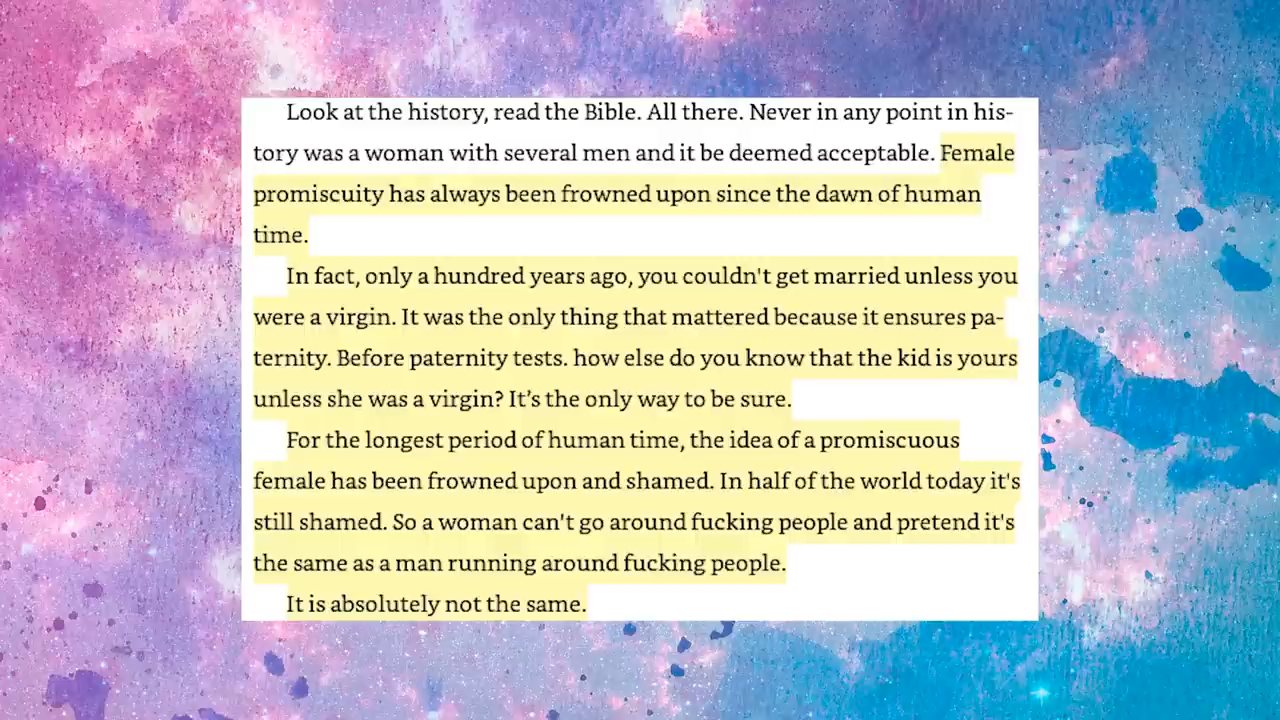 Look at the history, read the Bible. All there. Never in any point in his-
tory was a woman with several men and it be deemed acceptable. Female
promiscuity has always been frowned upon since the dawn of human
time.
In fact, only a hundred years ago, you couldn't get married unless you
were a virgin. It was the only thing that mattered because it ensures pa-
ternity. Before paternity tests. how else do you know that the kid is yours
unless she was a virgin? It's the only way to be sure.
For the longest period of human time, the idea of a promiscuous
female has been frowned upon and shamed. In half of the world today it's
still shamed. So a woman can't go around fucking people and pretend it's
the same as a man running around fucking people.
It is absolutely not the same.